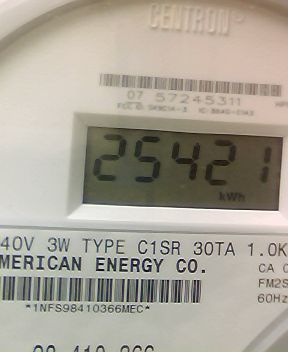 CENTRON
07 57245311
25421
kWh
40V 3W TYPE C1SR 30TA 1.0K
MERICAN ENERGY CO.
CA 0
FM2S
60Hz
*1NFS98410366MEC*